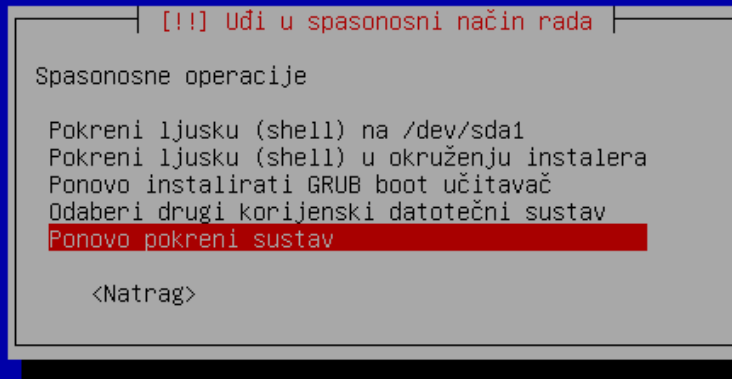 [!!] Uđi u spasonosni način rada
Spasonosne operacije
Pokreni ljusku (shell) na /dev/sda1
Pokreni ljusku (shell) u okruženju instalera
Ponovo instalirati GRUB boot učitavač
Odaberi drugi korijenski datotečni sustav
Ponovo pokreni sustav
<Natrag>